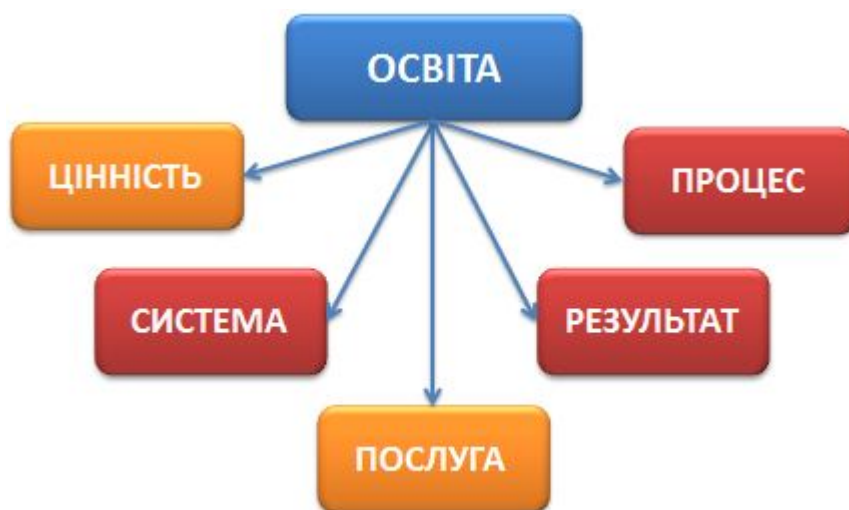 ОСВІТА
ЦІННІСТЬ
ПРОЦЕС
СИСТЕМА
РЕЗУЛЬТАТ
ПОСЛУГА